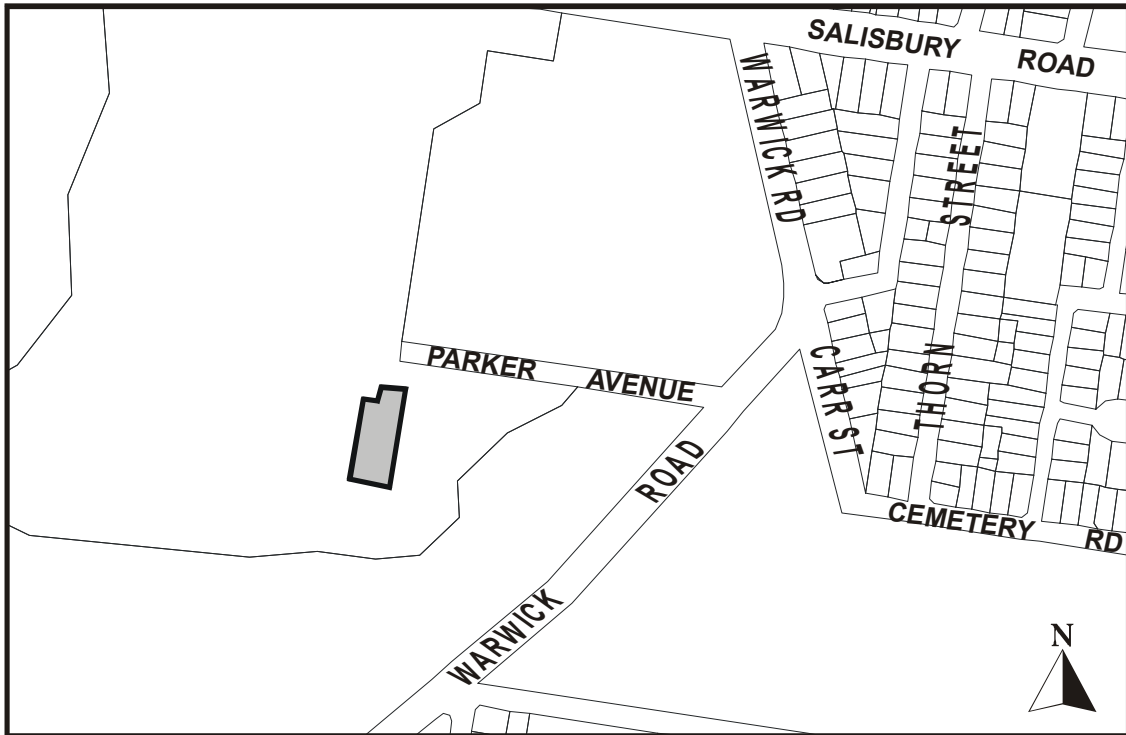 SALISBURY ROAD
WARWICK RD
THORN STREET
PARKER AVENUE
CARR ST
WARWICK ROAD
CEMETERY RD
N